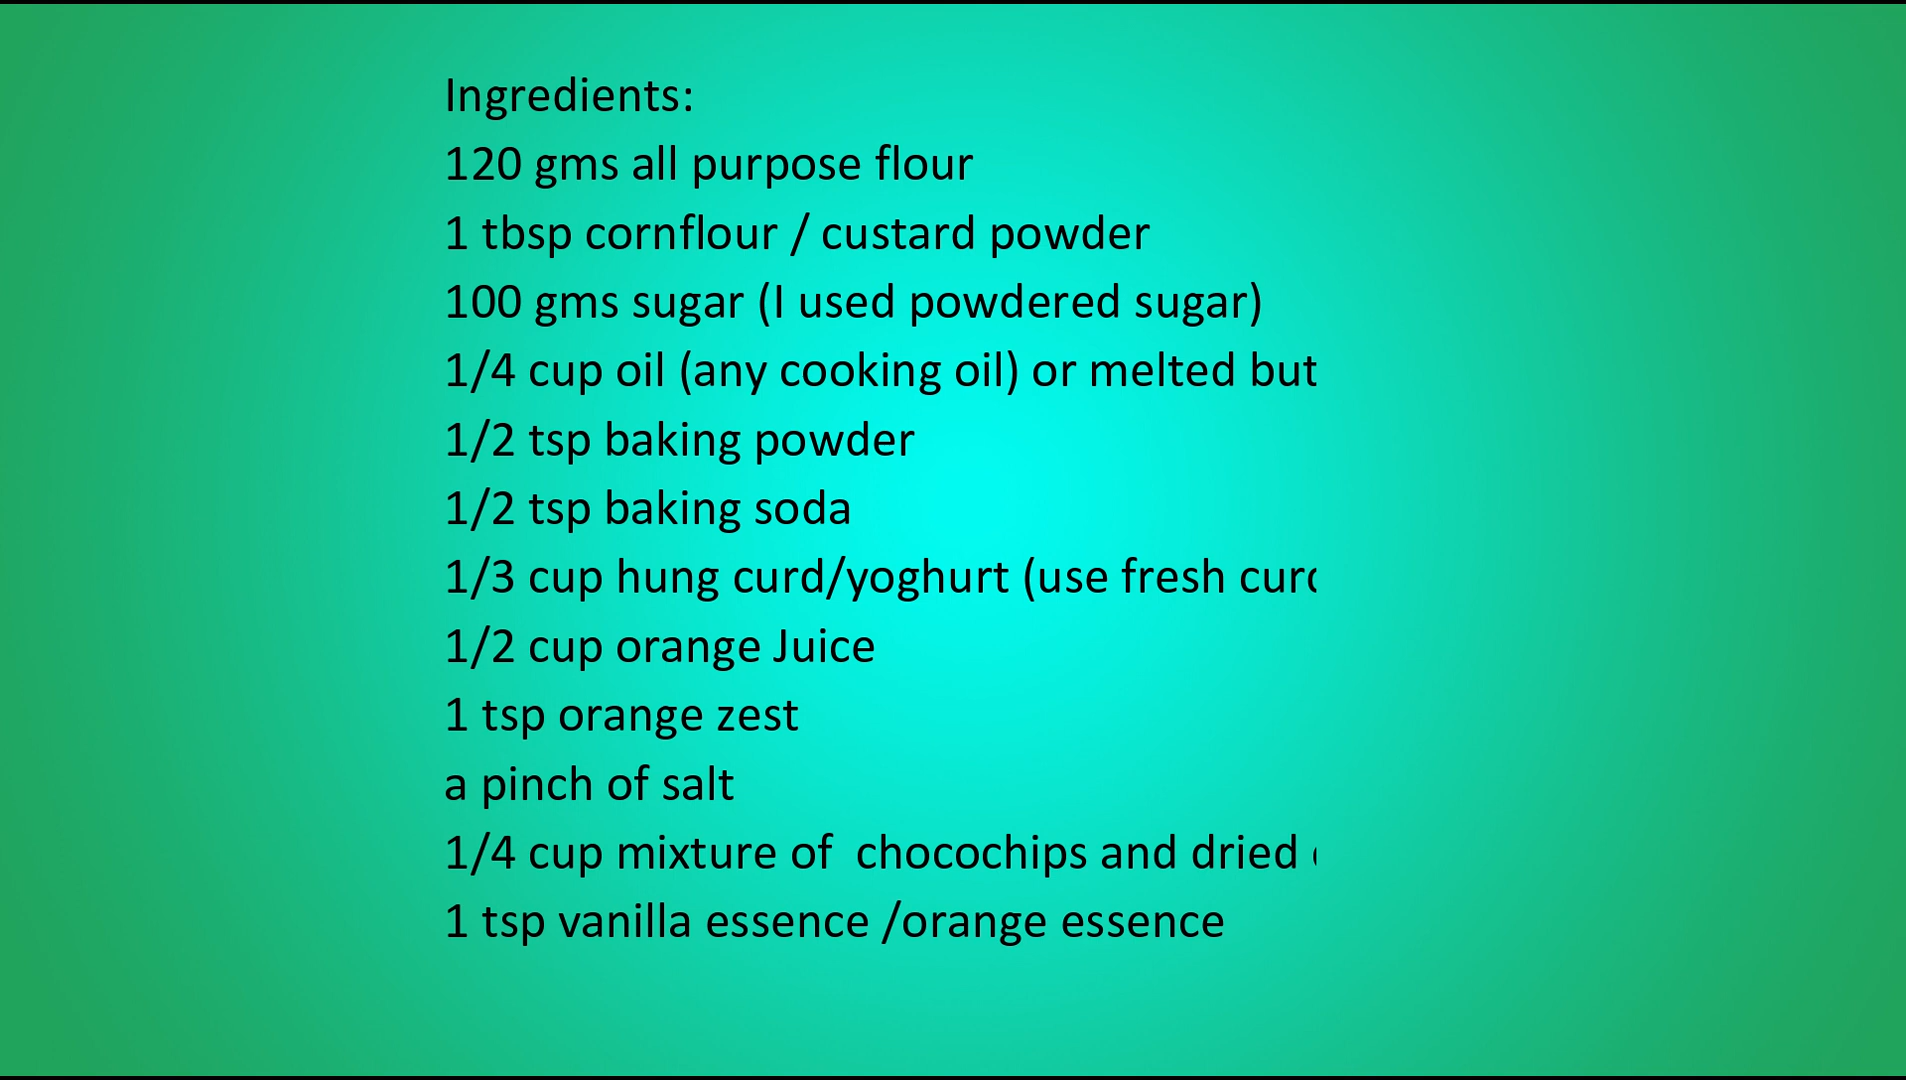 Ingredients:
120 gms all purpose flour
1 tbsp cornflour / custard powder
100 gms sugar (I used powdered sugar)
1/4 cup oil (any cooking oil) or melted but
1/2 tsp baking powder
1/2 tsp baking soda
1/3 cup hung curd/yoghurt (use fresh
1/2 cup orange Juice
1 tsp orange zest
a pinch of salt
1/4 cup mixture of  chocochips and dried
1 tsp vanilla essence /orange essence